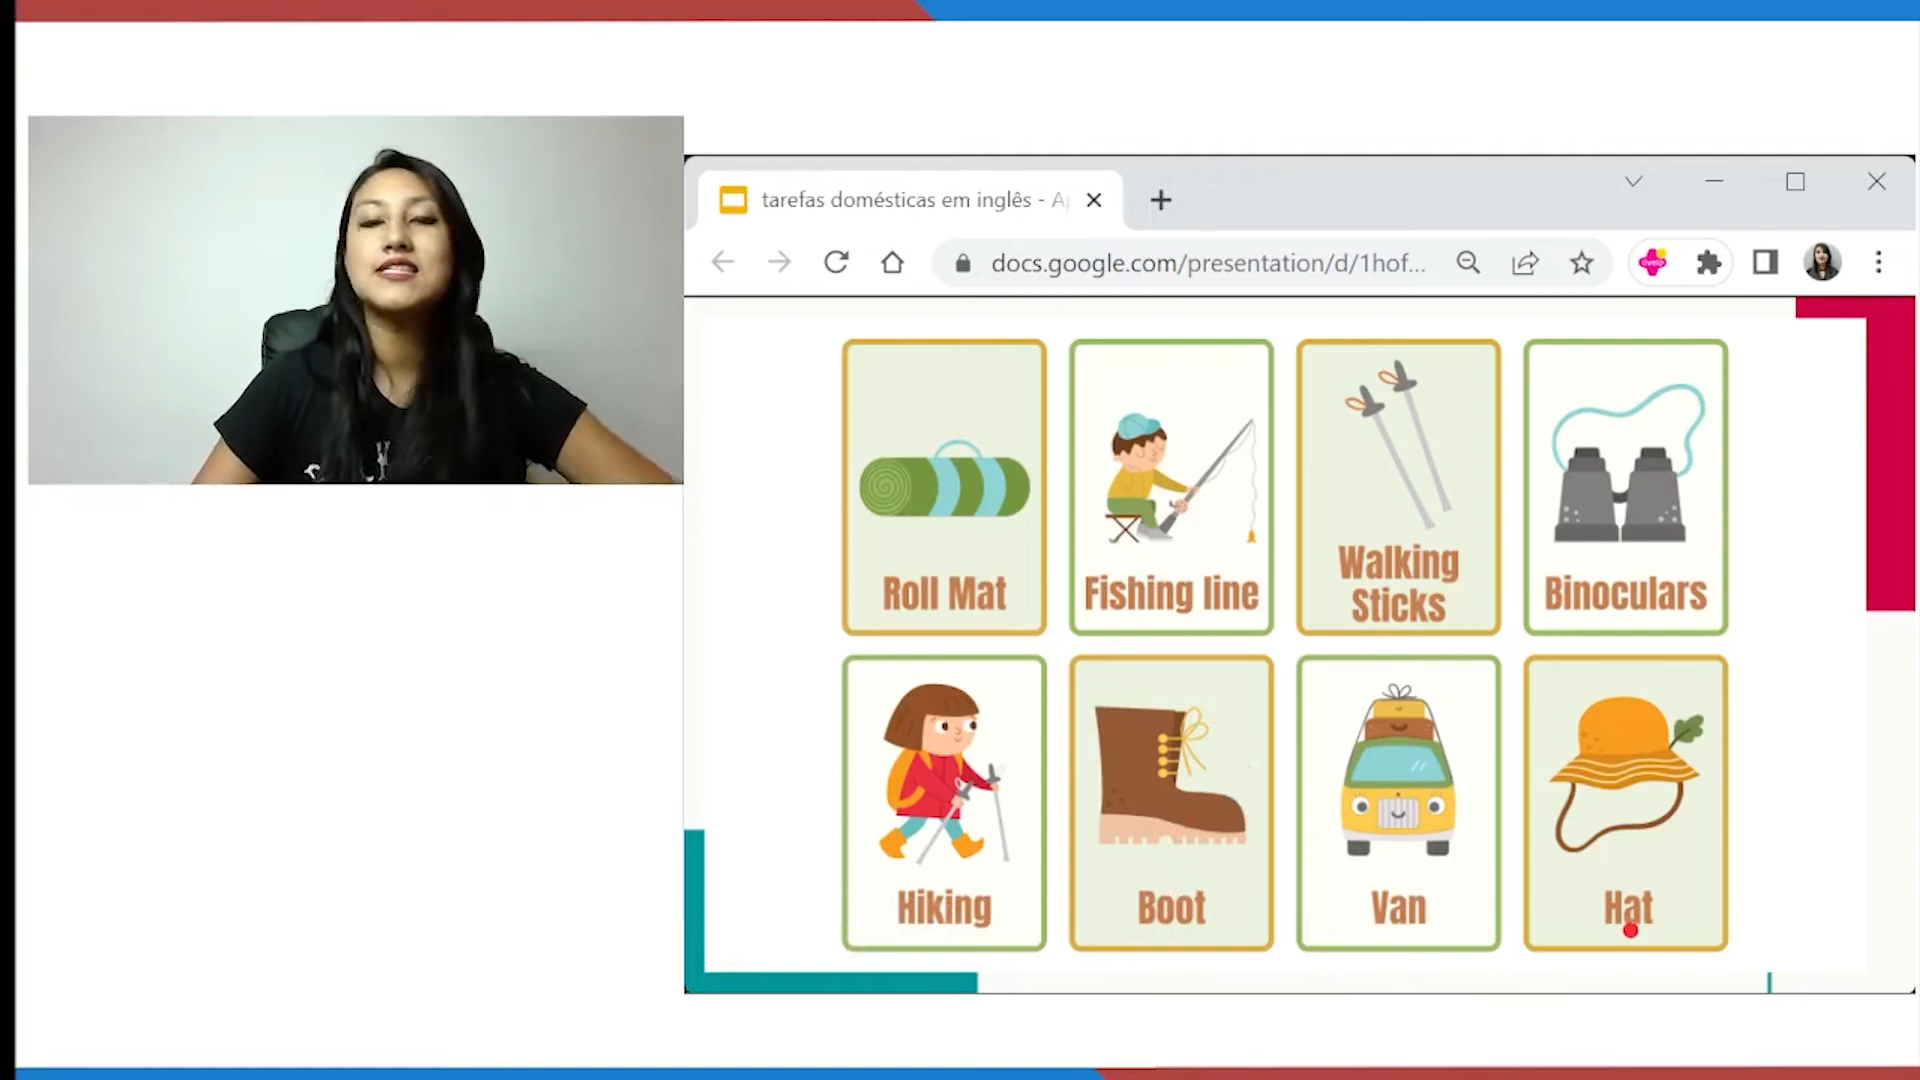 tarefas domésticas em inglês - A
docs.google.com/presentation/d/1hof...
Roll Mat
Fishing line
Walking
Sticks
Binoculars
Hiking
Boot
Van
Hat